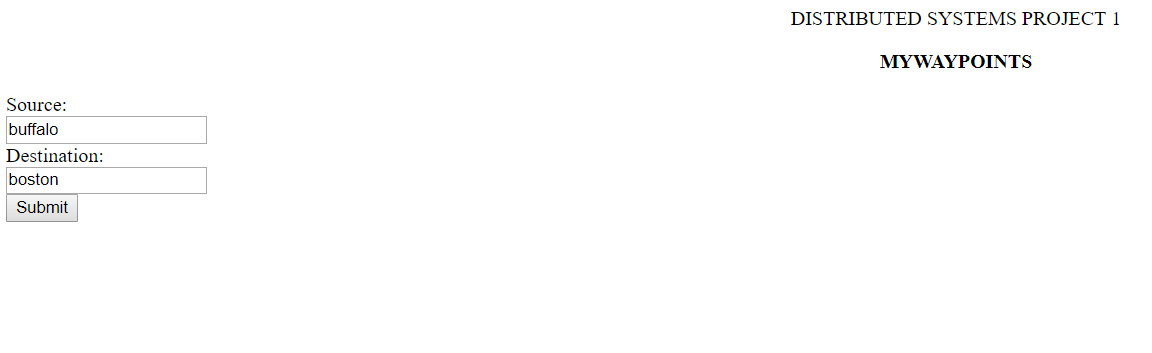 DISTRIBUTED SYSTEMS PROJECT 1
MYWAYPOINTS
Source:
buffalo
Destination:
boston
Submit